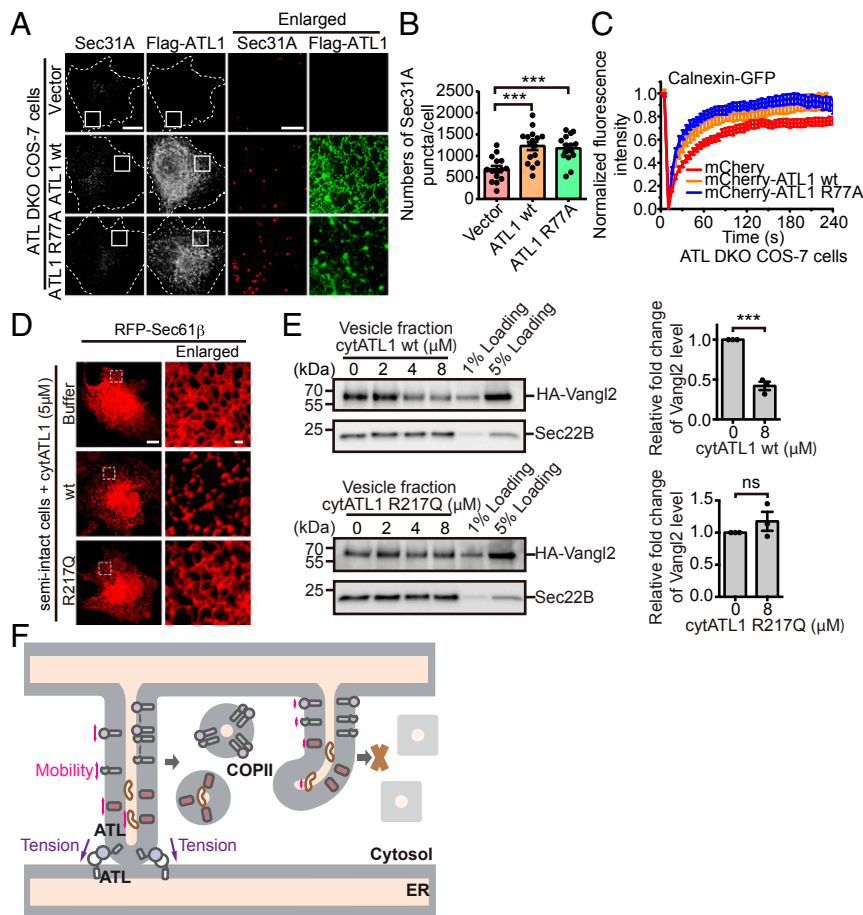 A
Enlarged
Sec31A Flag-ATL1 Sec31A Flag-ATL1
ATL DKO COS-7 cells
Vector
ATL1 wt
ATL1 R77A
B
Numbers of Sec31A
puncta/cell
2500
2000
1500
1000
500
0
***
***
Vector
ATL1 wt
ATL1 R77A
C
Calnexin-GFP
Normalized fluorescence
intensity
1.0
0.8
0.6
0.4
0.2
0
mCherry
mCherry-ATL1 wt
mCherry-ATL1 R77A
0 60 120 180 240
Time (s)
ATL DKO COS-7 cells
D
RFP-Sec61β
Enlarged
semi-intact cells + cytATL1 (5μM)
Buffer
wt
R217Q
E
Vesicle fraction
cytATL1 wt (μM)
1% Loading
5% Loading
(kDa) 0 2 4 8
70
55
HA-Vangl2
25
Sec22B
Vesicle fraction
cytATL1 R217Q (μM)
1% Loading
5% Loading
(kDa) 0 2 4 8
70
55
HA-Vangl2
25
Sec22B
Relative fold change
of Vangl2 level
1.0
0.5
0.0
***
0 8
cytATL1 wt (μM)
Relative fold change
of Vangl2 level
1.5
1.0
0.5
0.0
ns
0 8
cytATL1 R217Q (μM)
F
Mobility
COPII
ATL
Tension Tension
ATL
Cytosol
ER